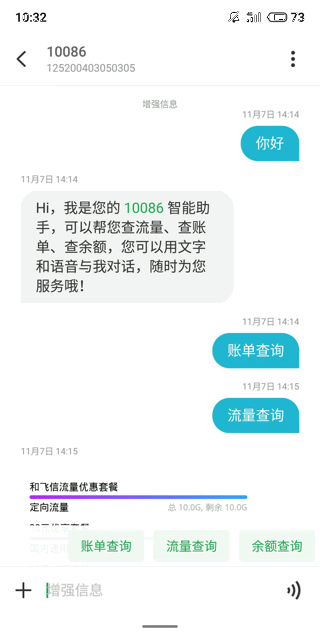 10:32
73
10086
125200403050305
增强信息
11月7日 14:14
你好
11月7日 14:14
Hi，我是您的 10086 智能助
手，可以帮您查流量、查账
单、查余额，您可以用文字
和语音与我对话，随时为您
服务哦！
11月7日 14:14
账单查询
11月7日 14:15
流量查询
11月7日 14:15
和飞信流量优惠套餐
定向流量
总 10.0G, 剩余 10.0G
账单查询
流量查询
余额查询
增强信息